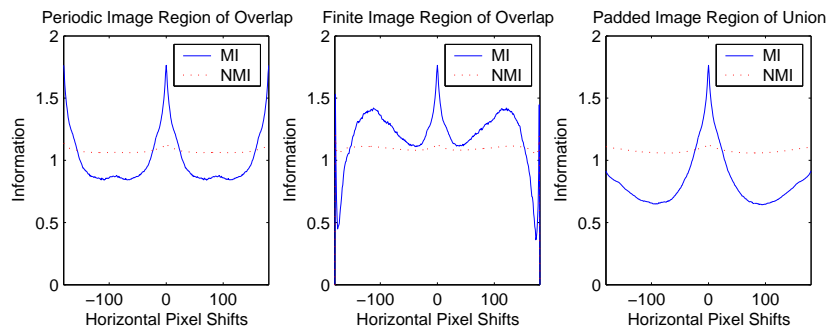 Periodic Image Region of Overlap
2
1.5
1
0.5
0
Information
−100 0 100
Horizontal Pixel Shifts
MI
NMI
Finite Image Region of Overlap
2
1.5
1
0.5
0
Information
−100 0 100
Horizontal Pixel Shifts
MI
NMI
Padded Image Region of Union
2
1.5
1
0.5
0
Information
−100 0 100
Horizontal Pixel Shifts
MI
NMI